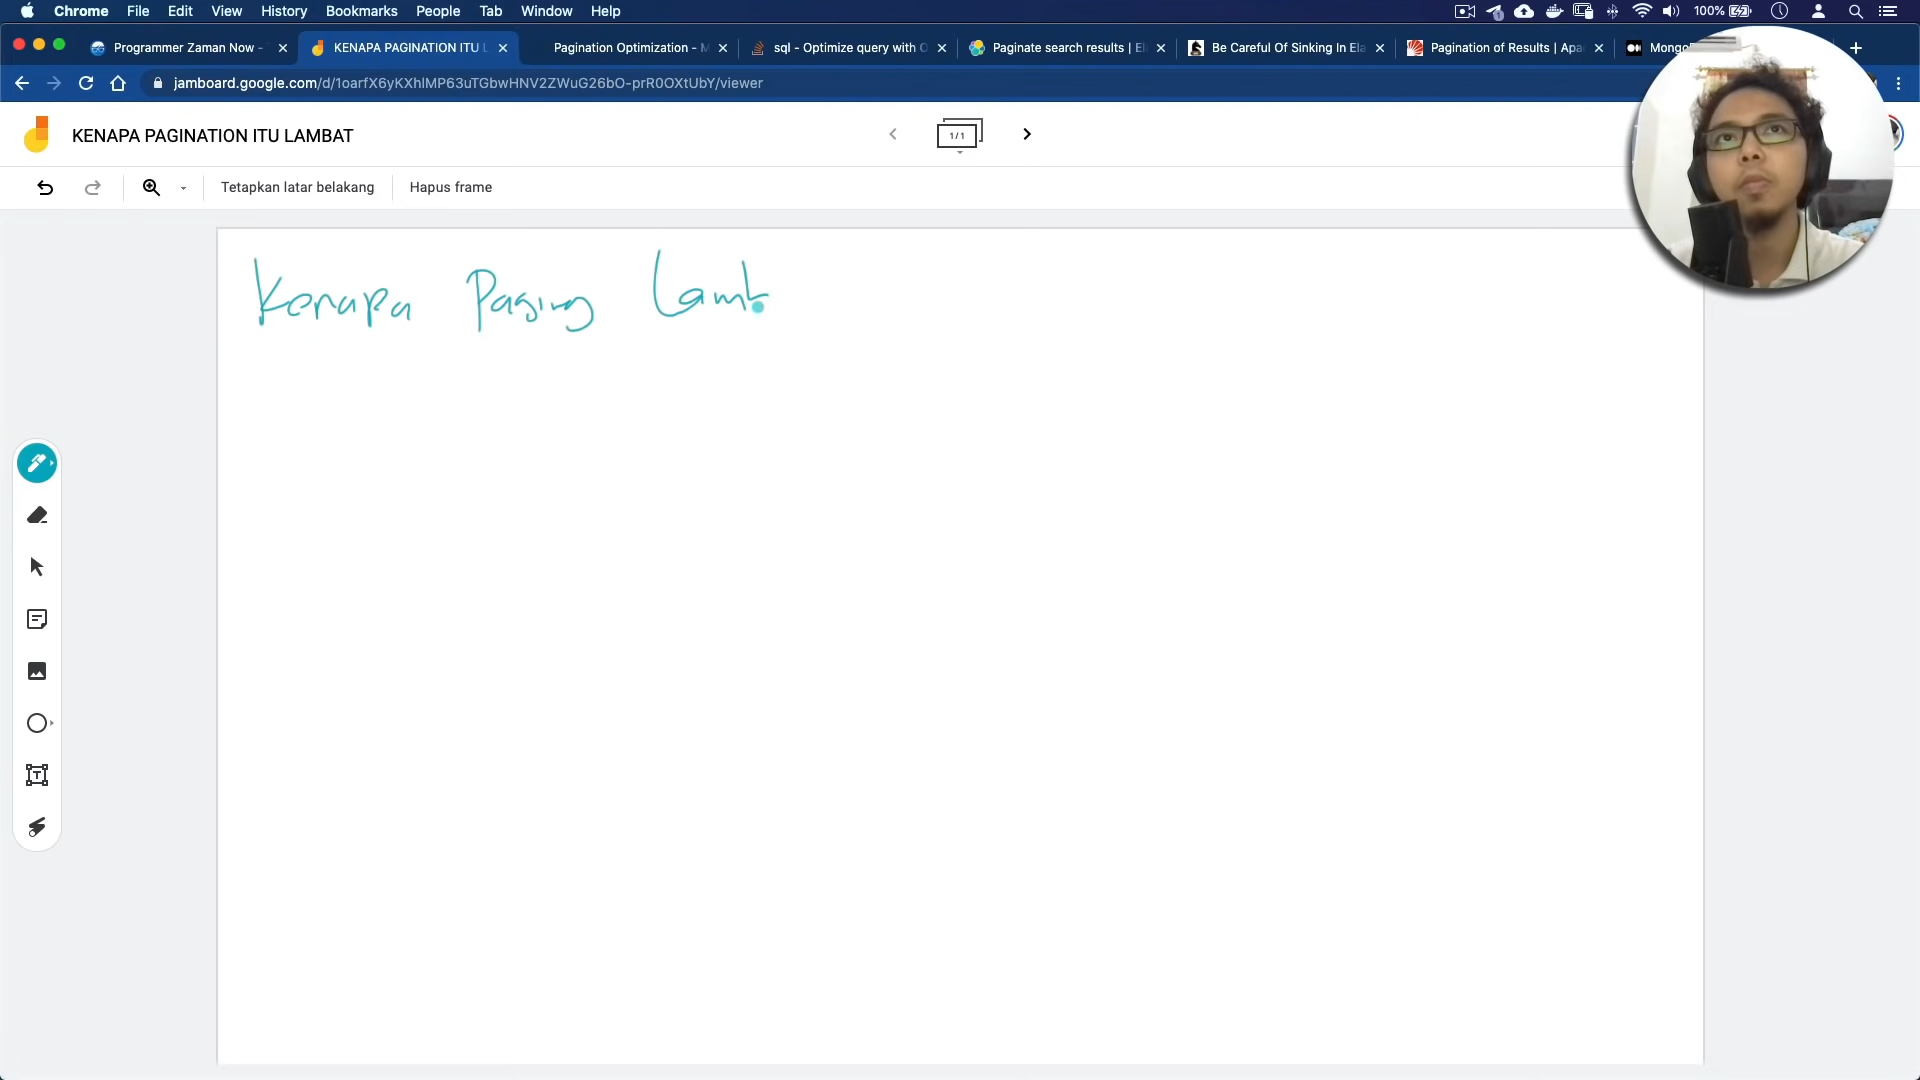 Chrome File Edit View History Bookmarks People Tab Window Help 100%
Programmer Zaman Now - KENAPA PAGINATION ITU L Pagination Optimization - M sql - Optimize query with O Paginate search results | El Be Careful Of Sinking In Ela Pagination of Results | Apa
jamboard.google.com/d/1oarfX6yKXhlMP63uTGbwHNV2ZWuG26bO-prR0OXtUbY/viewer
KENAPA PAGINATION ITU LAMBAT
1/1
Tetapkan latar belakang Hapus frame
Kenapa Paging Lamb